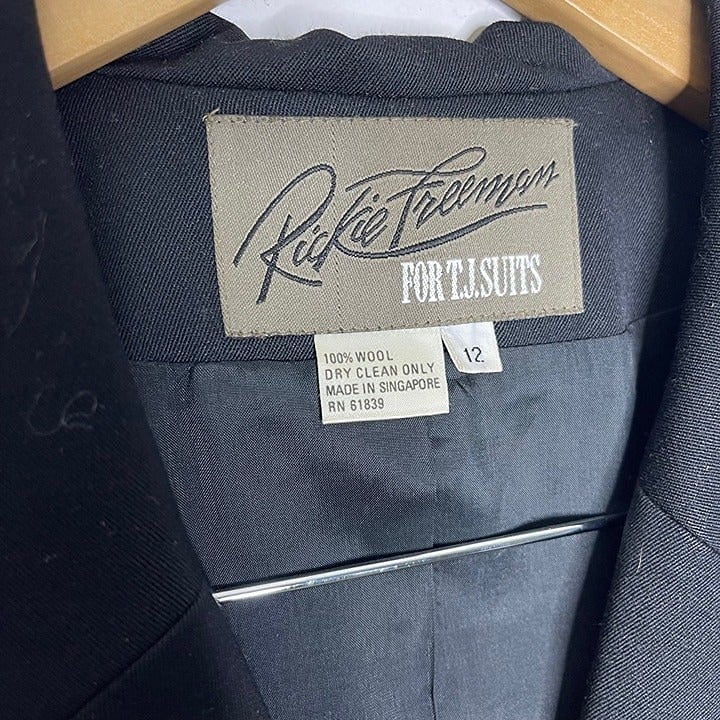 Rickie Freeman
FOR T.J. SUITS
100% WOOL
DRY CLEAN ONLY
MADE IN SINGAPORE
RN 61839
12